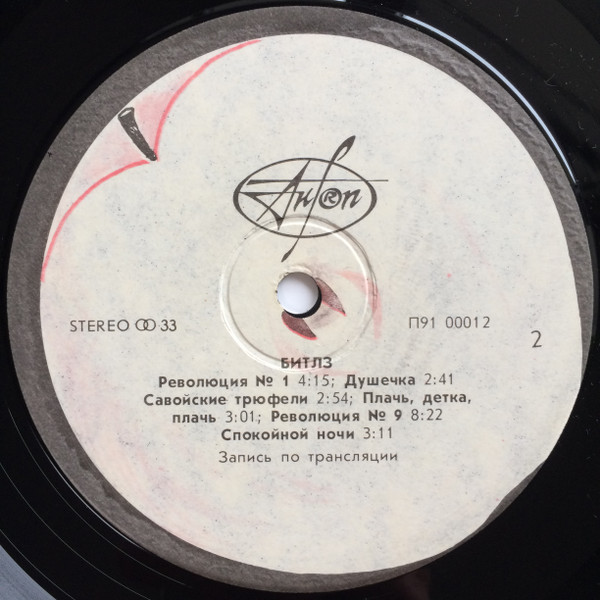 АнТроп
STEREO 33
П91 00012
2
БИТЛЗ
Революция № 1 4:15; Душечка 2:41
Савойские трюфели 2:54; Плачь, детка,
плачь 3:01; Революция № 9 8:22
Спокойной ночи 3:11
Запись по трансляции